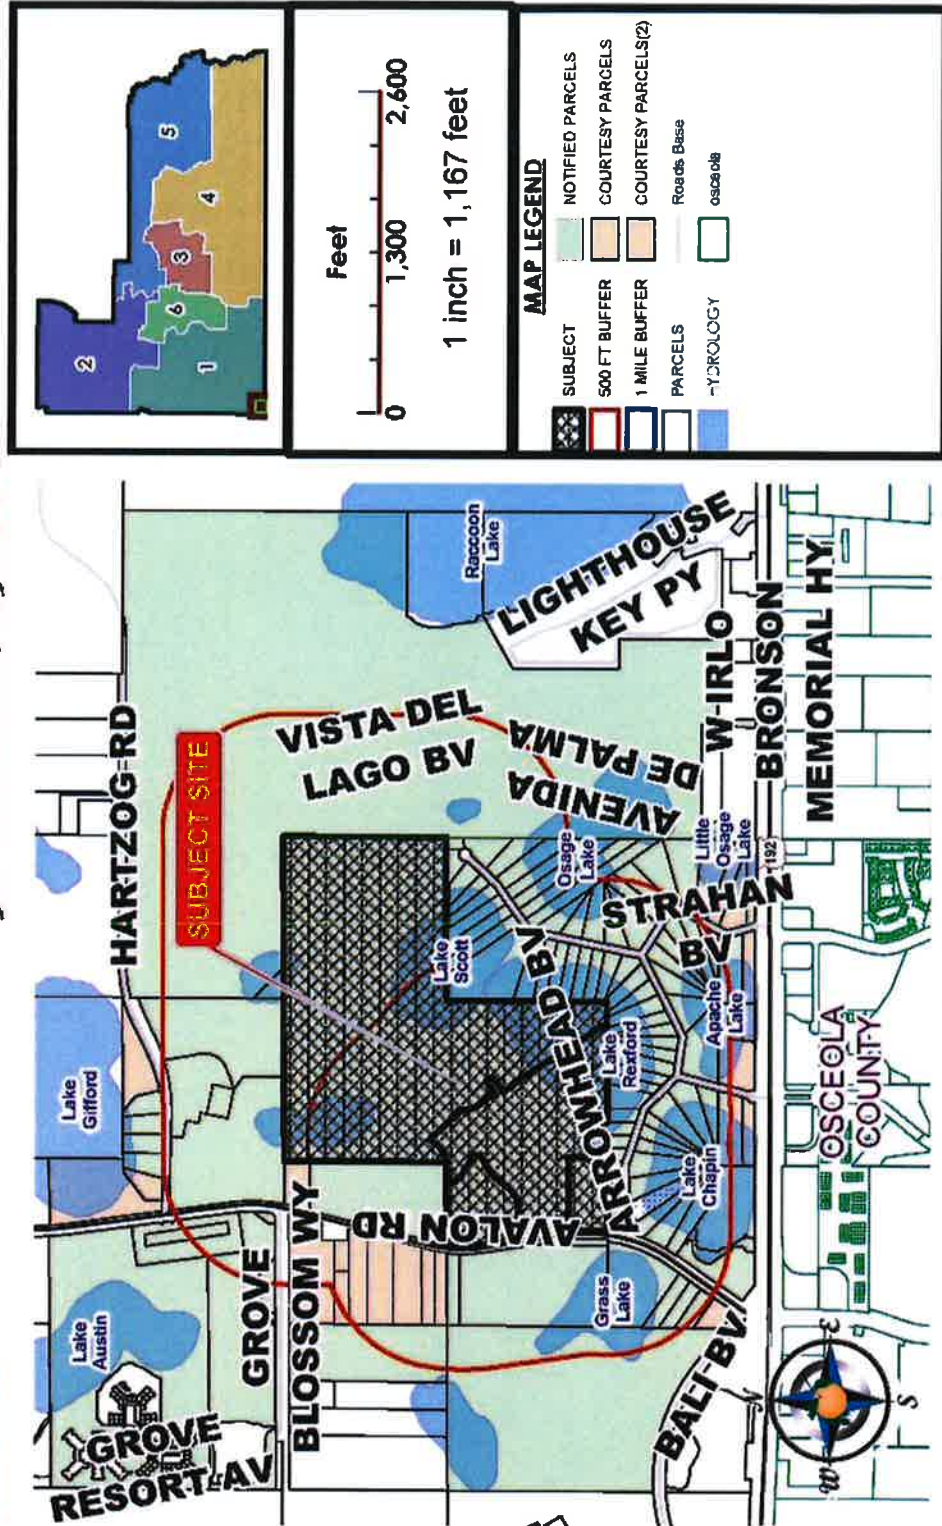 HARTZOG RD
SUBJECT SITE
VISTA DEL
LAGO BV
Raccoon
Lake
LIGHTHOUSE
KEY PY
AVENIDA
DE PALMA
W IRLO
BRONSON
MEMORIAL HY
Lake
Gifford
Lake
Scott
Osage
Lake
Little
Osage
Lake
192
STRAHAN
BV
ARROWHEAD BV
Lake
Rexford
Apache
Lake
OSCEOLA
COUNTY
Lake
Chapin
AVALON RD
Grass
Lake
Lake
Austin
GROVE
BLOSSOM WY
GROVE
RESORT AV
BALI BV
N
E
S
W
1
2
3
4
5
6
Feet
0
1,300
2,600
1 inch = 1,167 feet
MAP LEGEND
SUBJECT
500 FT BUFFER
1 MILE BUFFER
PARCELS
HYDROLOGY
NOTIFIED PARCELS
COURTESY PARCELS
COURTESY PARCELS(2)
Roads Base
osceola